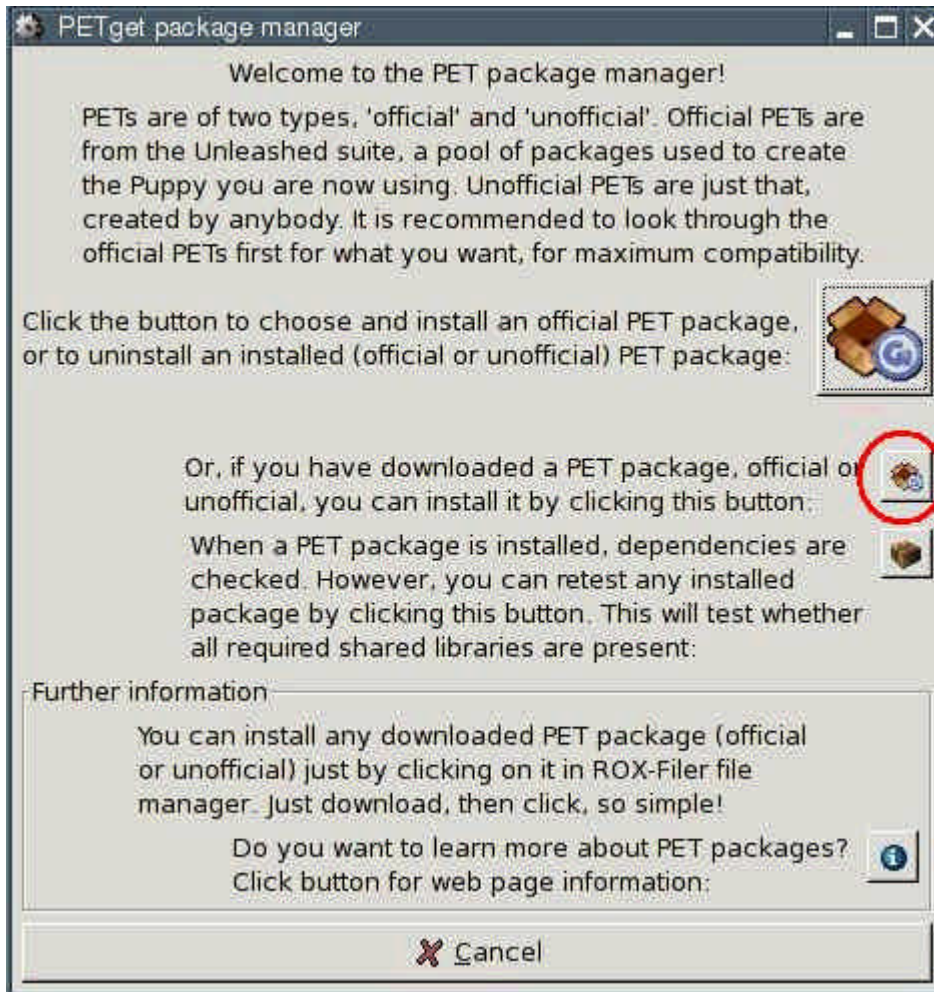 PETget package manager
Welcome to the PET package manager!
PETs are of two types, 'official' and 'unofficial'. Official PETs are
from the Unleashed suite, a pool of packages used to create
the Puppy you are now using. Unofficial PETs are just that,
created by anybody. It is recommended to look through the
official PETs first for what you want, for maximum compatibility.
Click the button to choose and install an official PET package,
or to uninstall an installed (official or unofficial) PET package:
Or, if you have downloaded a PET package, official or
unofficial, you can install it by clicking this button:
When a PET package is installed, dependencies are
checked. However, you can retest any installed
package by clicking this button. This will test whether
all required shared libraries are present:
Further information
You can install any downloaded PET package (official
or unofficial) just by clicking on it in ROX-Filer file
manager. Just download, then click, so simple!
Do you want to learn more about PET packages?
Click button for web page information:
Cancel